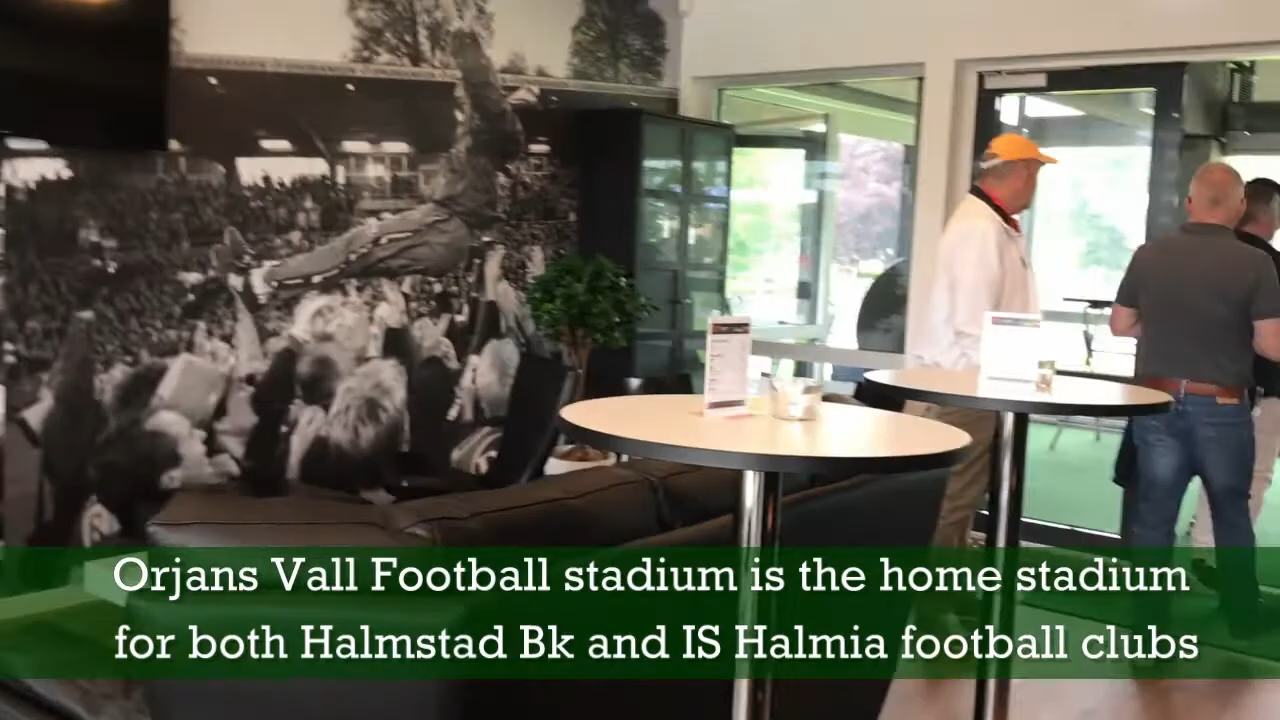 Orjans Vall Football stadium is the home stadium
for both Halmstad Bk and IS Halmia football clubs